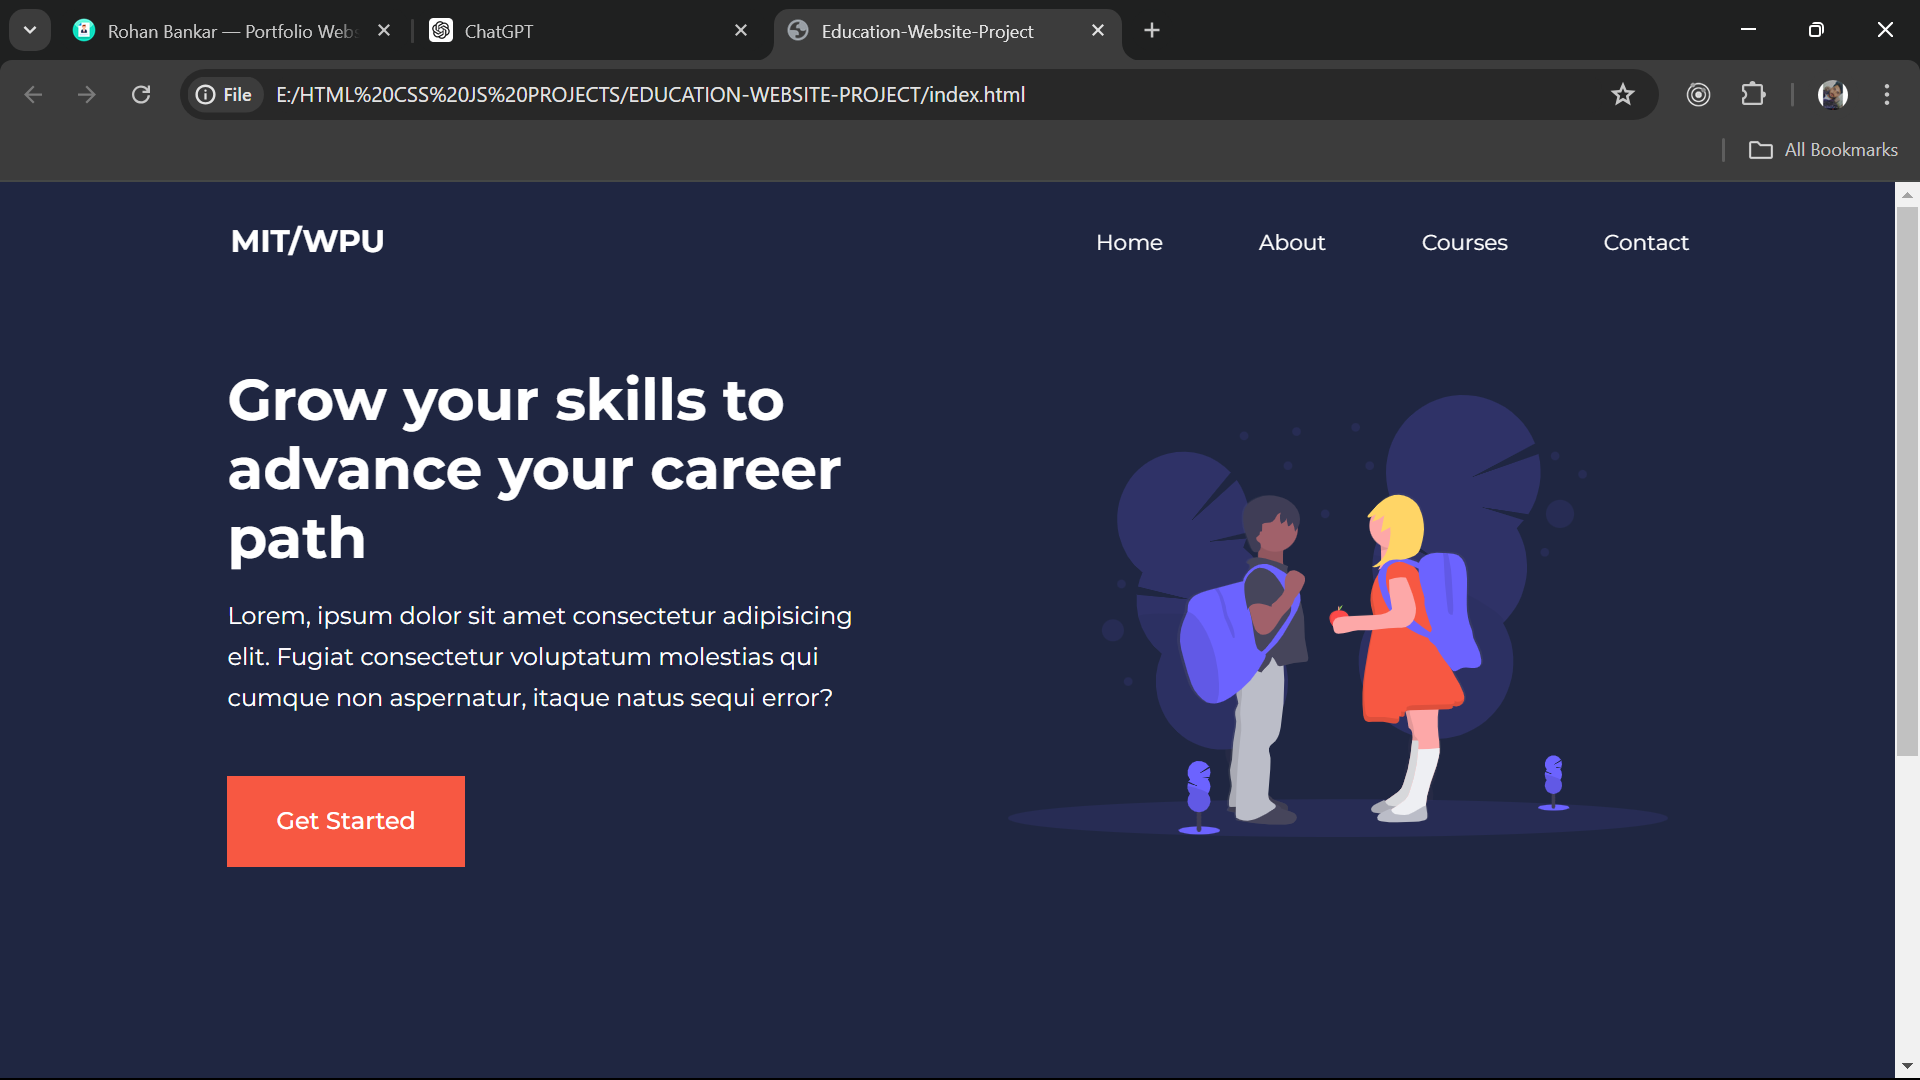 Rohan Bankar — Portfolio Web
ChatGPT
Education-Website-Project
File
E:/HTML%20CSS%20JS%20PROJECTS/EDUCATION-WEBSITE-PROJECT/index.html
All Bookmarks
MIT/WPU
Home
About
Courses
Contact
Grow your skills to
advance your career
path
Lorem, ipsum dolor sit amet consectetur adipisicing
elit. Fugiat consectetur voluptatum molestias qui
cumque non aspernatur, itaque natus sequi error?
Get Started